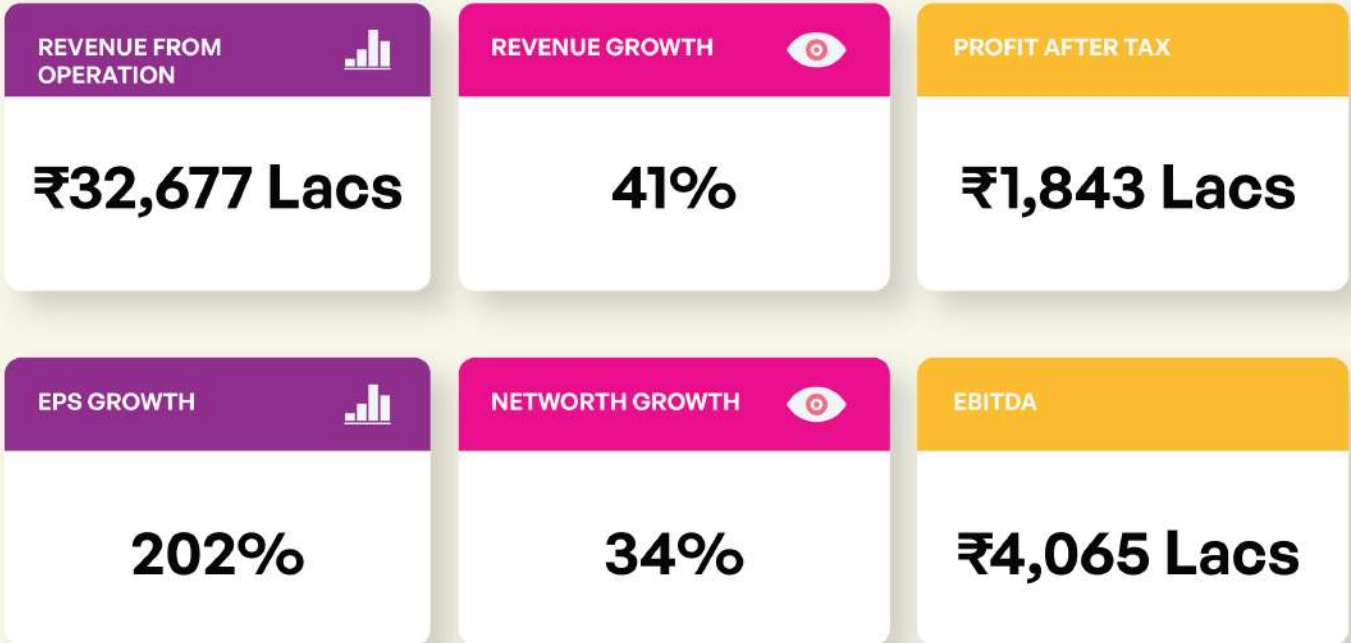 REVENUE FROM
OPERATION
₹32,677 Lacs
REVENUE GROWTH
41%
PROFIT AFTER TAX
₹1,843 Lacs
EPS GROWTH
202%
NETWORTH GROWTH
34%
EBITDA
₹4,065 Lacs